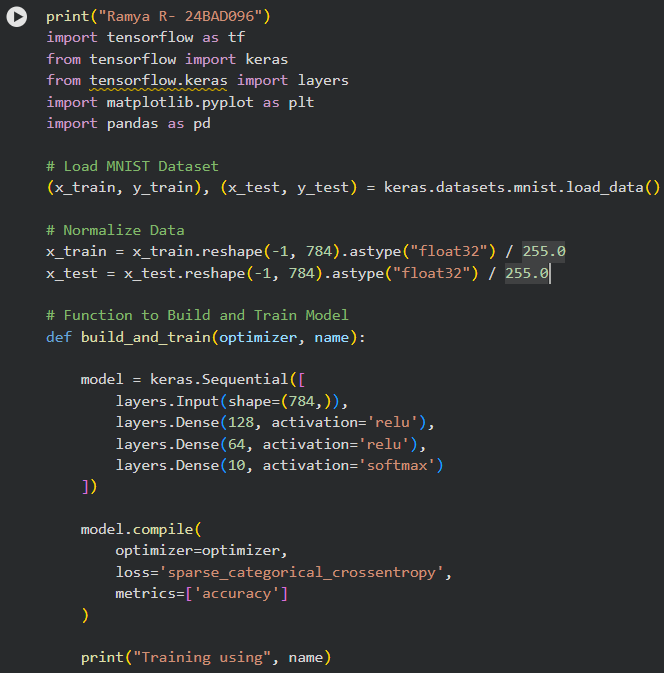 print("Ramya R- 24BAD096")
import tensorflow as tf
from tensorflow import keras
from tensorflow.keras import layers
import matplotlib.pyplot as plt
import pandas as pd

# Load MNIST Dataset
(x_train, y_train), (x_test, y_test) = keras.datasets.mnist.load_data()

# Normalize Data
x_train = x_train.reshape(-1, 784).astype("float32") / 255.0
x_test = x_test.reshape(-1, 784).astype("float32") / 255.0

# Function to Build and Train Model
def build_and_train(optimizer, name):

    model = keras.Sequential([
        layers.Input(shape=(784,)),
        layers.Dense(128, activation='relu'),
        layers.Dense(64, activation='relu'),
        layers.Dense(10, activation='softmax')
    ])

    model.compile(
        optimizer=optimizer,
        loss='sparse_categorical_crossentropy',
        metrics=['accuracy']
    )

    print("Training using", name)